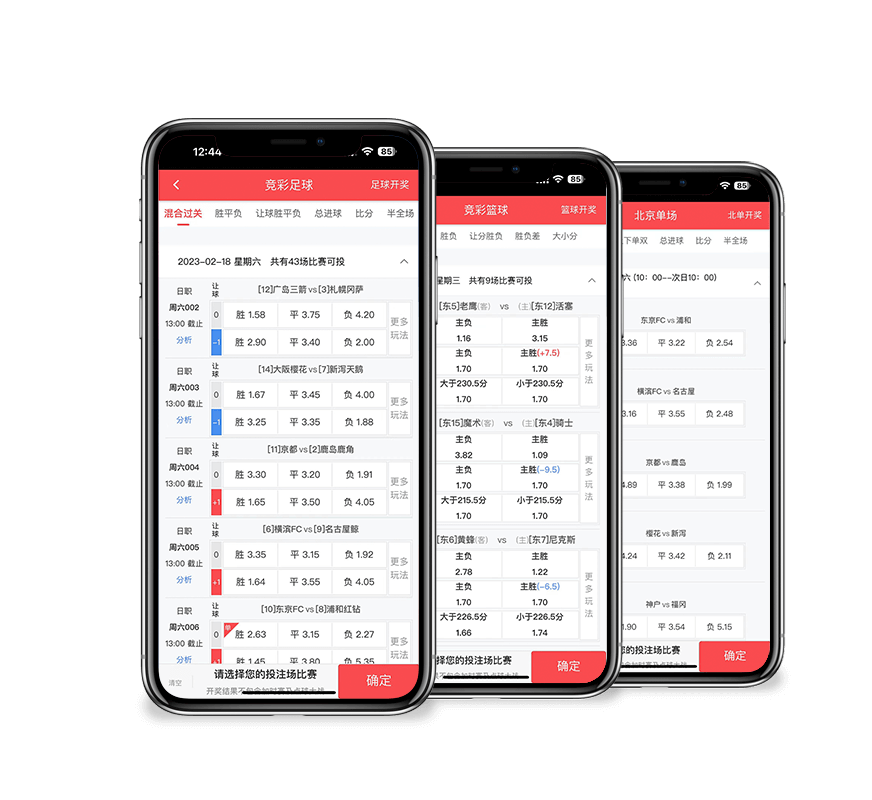 12:44
85
竞彩足球
足球开奖
混合过关 胜平负 让球胜平负 总进球 比分 半全场
2023-02-18 星期六 共有43场比赛可投
日职
周六002
13:00 截止
分析
让球
[12]广岛三箭 vs [3]札幌冈萨
0 胜 1.58 平 3.75 负 4.20
-1 胜 2.90 平 3.40 负 2.00
更多玩法
日职
周六003
13:00 截止
分析
让球
[14]大阪樱花 vs [7]新泻天鹅
0 胜 1.67 平 3.45 负 4.00
-1 胜 3.25 平 3.35 负 1.88
更多玩法
日职
周六004
13:00 截止
分析
让球
[11]京都 vs [2]鹿岛鹿角
0 胜 3.30 平 3.20 负 1.91
+1 胜 1.65 平 3.50 负 4.05
更多玩法
日职
周六005
13:00 截止
分析
让球
[6]横滨FC vs [9]名古屋鲸
0 胜 3.35 平 3.15 负 1.92
+1 胜 1.64 平 3.55 负 4.05
更多玩法
日职
周六006
13:00 截止
分析
让球
[10]东京FC vs [8]浦和红钻
单
0 胜 2.63 平 3.15 负 2.27
+1 胜 1.45 平 3.80 负 5.35
更多玩法
清空
请选择您的投注场比赛
开奖结果不包含加时赛及点球大战
确定
85
竞彩篮球
篮球开奖
胜负 让分胜负 胜负差 大小分
星期三 共有9场比赛可投
[东5]老鹰(客) vs (主)[东12]活塞
主负 主胜
1.16 3.15
主负 主胜(+7.5)
1.70 1.70
大于230.5分 小于230.5分
1.70 1.70
更多玩法
[东15]魔术(客) vs (主)[东4]骑士
主负 主胜
3.82 1.09
主负 主胜(-9.5)
1.70 1.70
大于215.5分 小于215.5分
1.70 1.70
更多玩法
[东6]黄蜂(客) vs (主)[东7]尼克斯
主负 主胜
2.78 1.22
主负 主胜(-6.5)
1.70 1.70
大于226.5分 小于226.5分
1.66 1.74
更多玩法
择您的投注场比赛
确定
85
北京单场
北单开奖
下单双 总进球 比分 半全场
六 (10：00--次日10：00)
东京FC vs 浦和
3.36 平 3.22 负 2.54
横滨FC vs 名古屋
3.16 平 3.55 负 2.48
京都 vs 鹿岛
4.89 平 3.38 负 1.99
樱花 vs 新泻
4.24 平 3.42 负 2.11
神户 vs 福冈
1.90 平 3.54 负 5.15
您的投注场比赛
确定